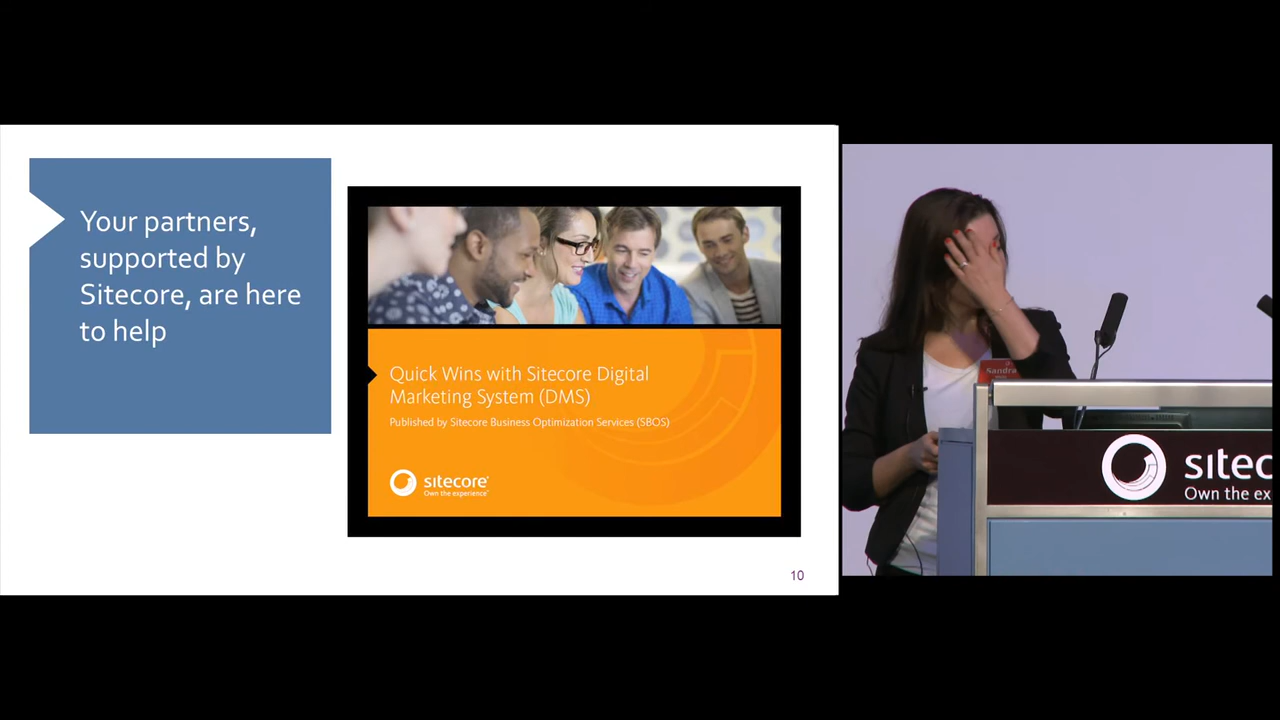 Your partners,
supported by
Sitecore, are here
to help
Quick Wins with Sitecore Digital
Marketing System (DMS)
Published by Sitecore Business Optimization Services (SBOS)
sitecore
Own the experience
10
Sandra
sitec
Own the ex